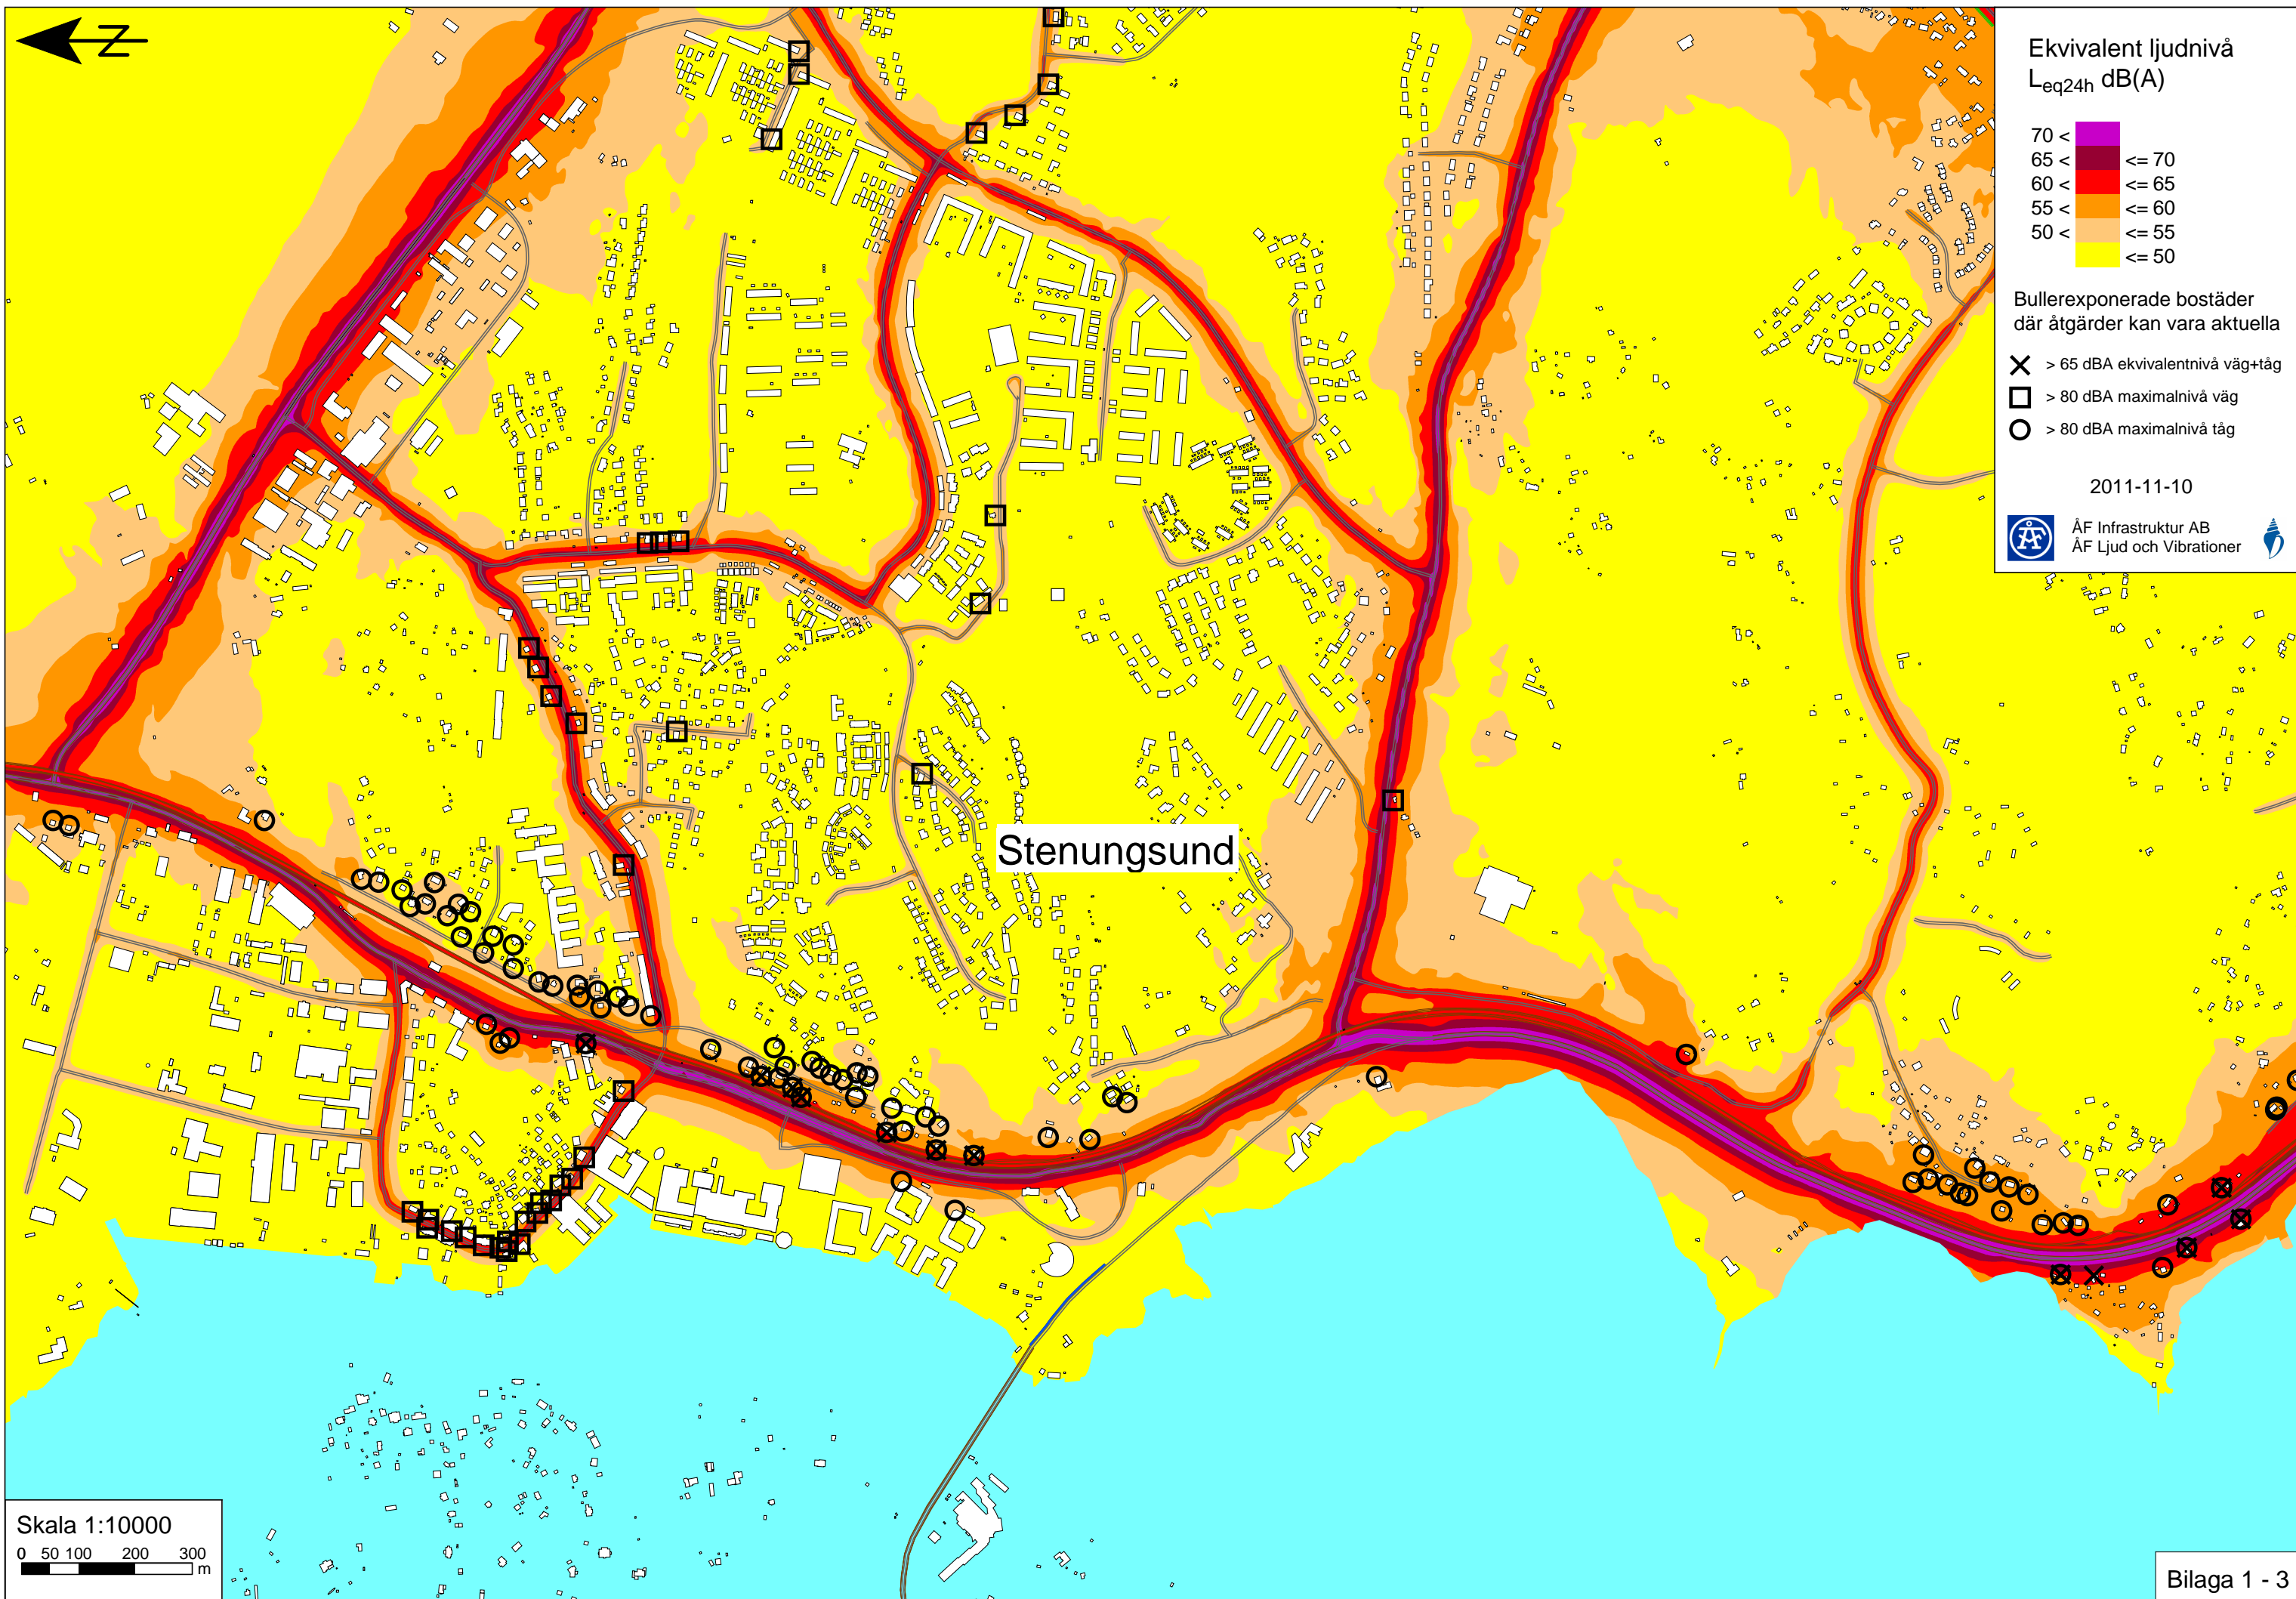 Z
Ekvivalent ljudnivå
Leq24h dB(A)
70 <
65 < <= 70
60 < <= 65
55 < <= 60
50 < <= 55
<= 50
Bullerexponerade bostäder
där åtgärder kan vara aktuella
> 65 dBA ekvivalentnivå väg+tåg
> 80 dBA maximalnivå väg
> 80 dBA maximalnivå tåg
2011-11-10
ÅF
ÅF Infrastruktur AB
ÅF Ljud och Vibrationer
Stenungsund
Skala 1:10000
0 50 100 200 300
m
Bilaga 1 - 3